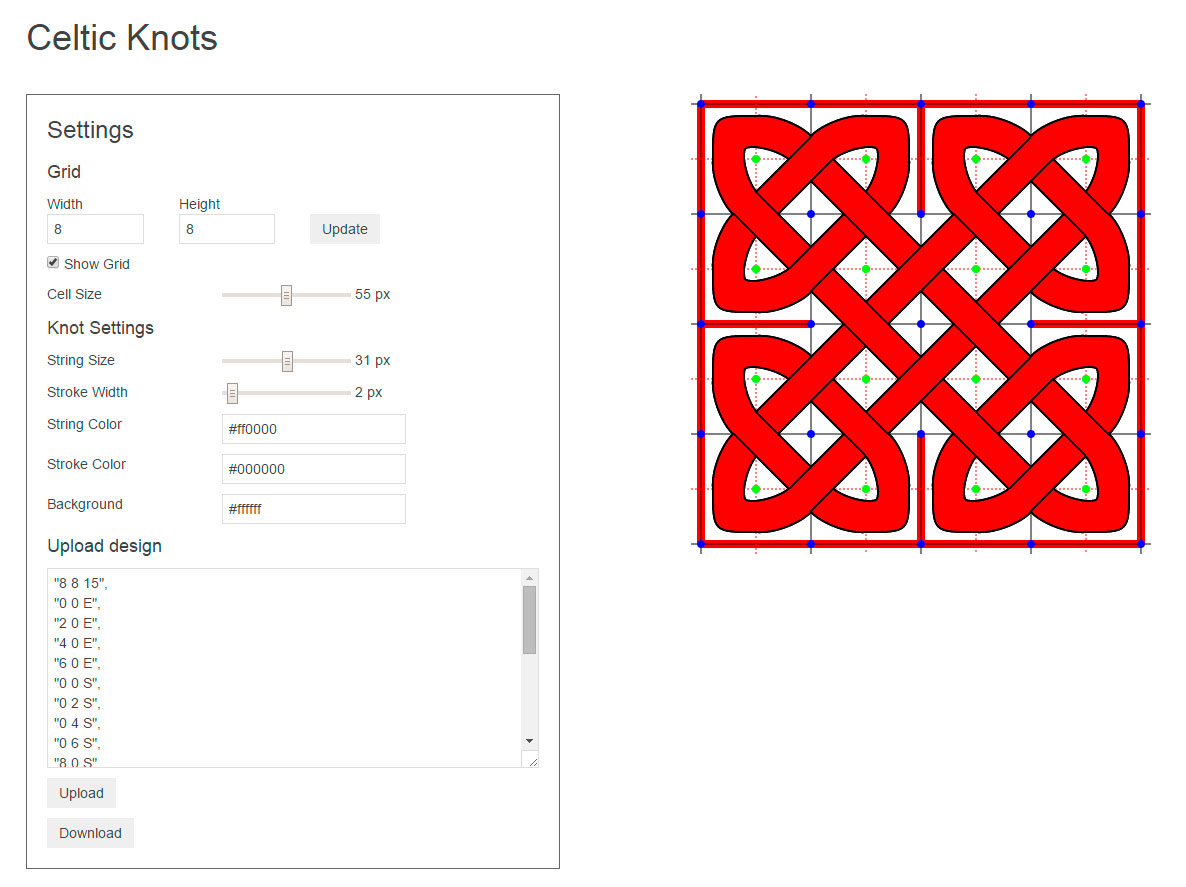 Celtic Knots
Settings
Grid
Width Height
8 8 Update
Show Grid
Cell Size 55 px
Knot Settings
String Size 31 px
Stroke Width 2 px
String Color #ff0000
Stroke Color #000000
Background #ffffff
Upload design
"8 8 15",
"0 0 E",
"2 0 E",
"4 0 E",
"6 0 E",
"0 0 S",
"0 2 S",
"0 4 S",
"0 6 S",
"8 0 S"
Upload
Download